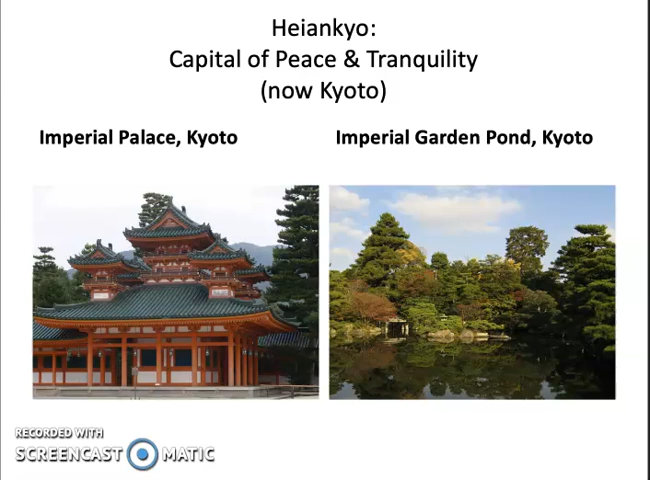 Heiankyo:
Capital of Peace & Tranquility
(now Kyoto)
Imperial Palace, Kyoto
Imperial Garden Pond, Kyoto
RECORDED WITH
SCREENCAST MATIC